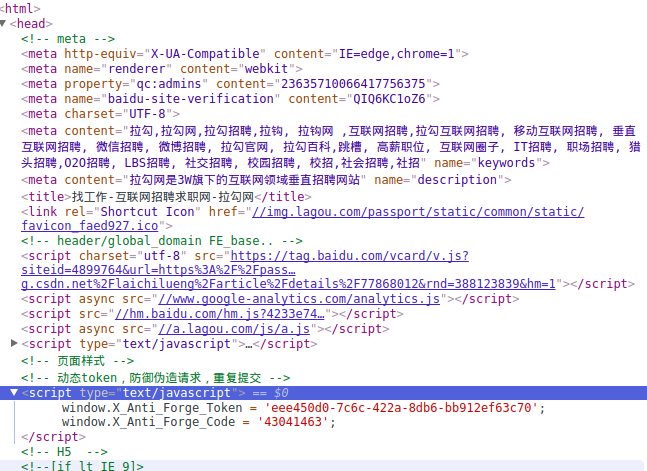 <html>
<head>
<!-- meta -->
<meta http-equiv="X-UA-Compatible" content="IE=edge,chrome=1">
<meta name="renderer" content="webkit">
<meta property="qc:admins" content="23635710066417756375">
<meta name="baidu-site-verification" content="QIQ6KC1oZ6">
<meta charset="UTF-8">
<meta content="拉勾,拉勾网,拉勾招聘,拉钩, 拉钩网 ,互联网招聘,拉勾互联网招聘, 移动互联网招聘, 垂直
互联网招聘, 微信招聘, 微博招聘, 拉勾官网, 拉勾百科,跳槽, 高薪职位, 互联网圈子, IT招聘, 职场招聘, 猎
头招聘,O2O招聘, LBS招聘, 社交招聘, 校园招聘, 校招,社会招聘,社招" name="keywords">
<meta content="拉勾网是3W旗下的互联网领域垂直招聘网站" name="description">
<title>找工作-互联网招聘求职网-拉勾网</title>
<link rel="Shortcut Icon" href="//img.lagou.com/passport/static/common/static/
favicon_faed927.ico">
<!-- header/global_domain FE_base.. -->
<script charset="utf-8" src="https://tag.baidu.com/vcard/v.js?
siteid=4899764&url=https%3A%2F%2Fpass…
g.csdn.net%2Flaichilueng%2Farticle%2Fdetails%2F77868012&rnd=388123839&hm=1"></script>
<script async src="//www.google-analytics.com/analytics.js"></script>
<script src="//hm.baidu.com/hm.js?4233e74…"></script>
<script async src="//a.lagou.com/js/a.js"></script>
<script type="text/javascript">…</script>
<!-- 页面样式 -->
<!-- 动态token，防御伪造请求，重复提交 -->
<script type="text/javascript"> == $0
window.X_Anti_Forge_Token = 'eee450d0-7c6c-422a-8db6-bb912ef63c70';
window.X_Anti_Forge_Code = '43041463';
</script>
<!-- H5  -->
<!--[if lt IE 9]>